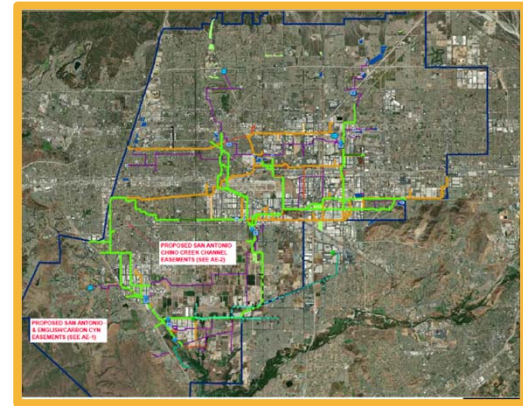 PROPOSED SAN ANTONIO
CHINO CREEK CHANNEL
EASEMENTS (SEE AE-2)
PROPOSED SAN ANTONIO
& ENGLISH/CARBON CYN
EASEMENTS (SEE AE-1)